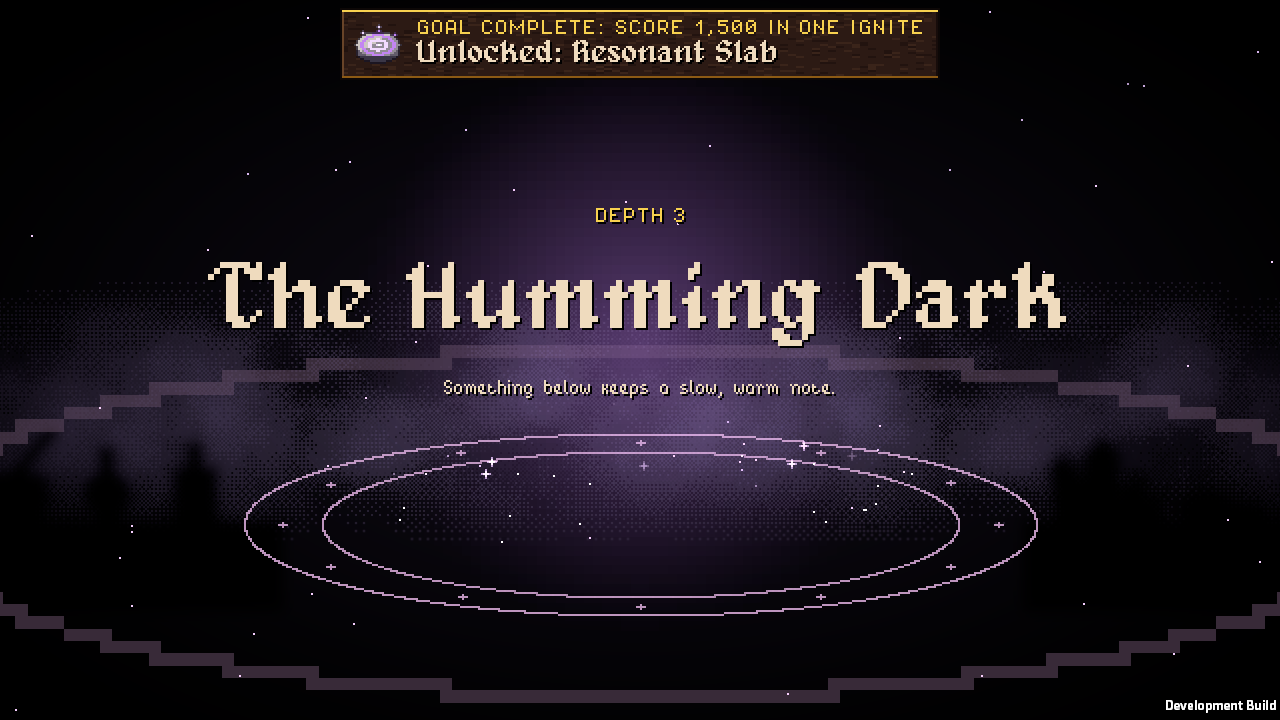 GOAL COMPLETE: SCORE 1,500 IN ONE IGNITE
Unlocked: Resonant Slab
DEPTH 3
The Humming Dark
Something below keeps a slow, warm note.
Development Build